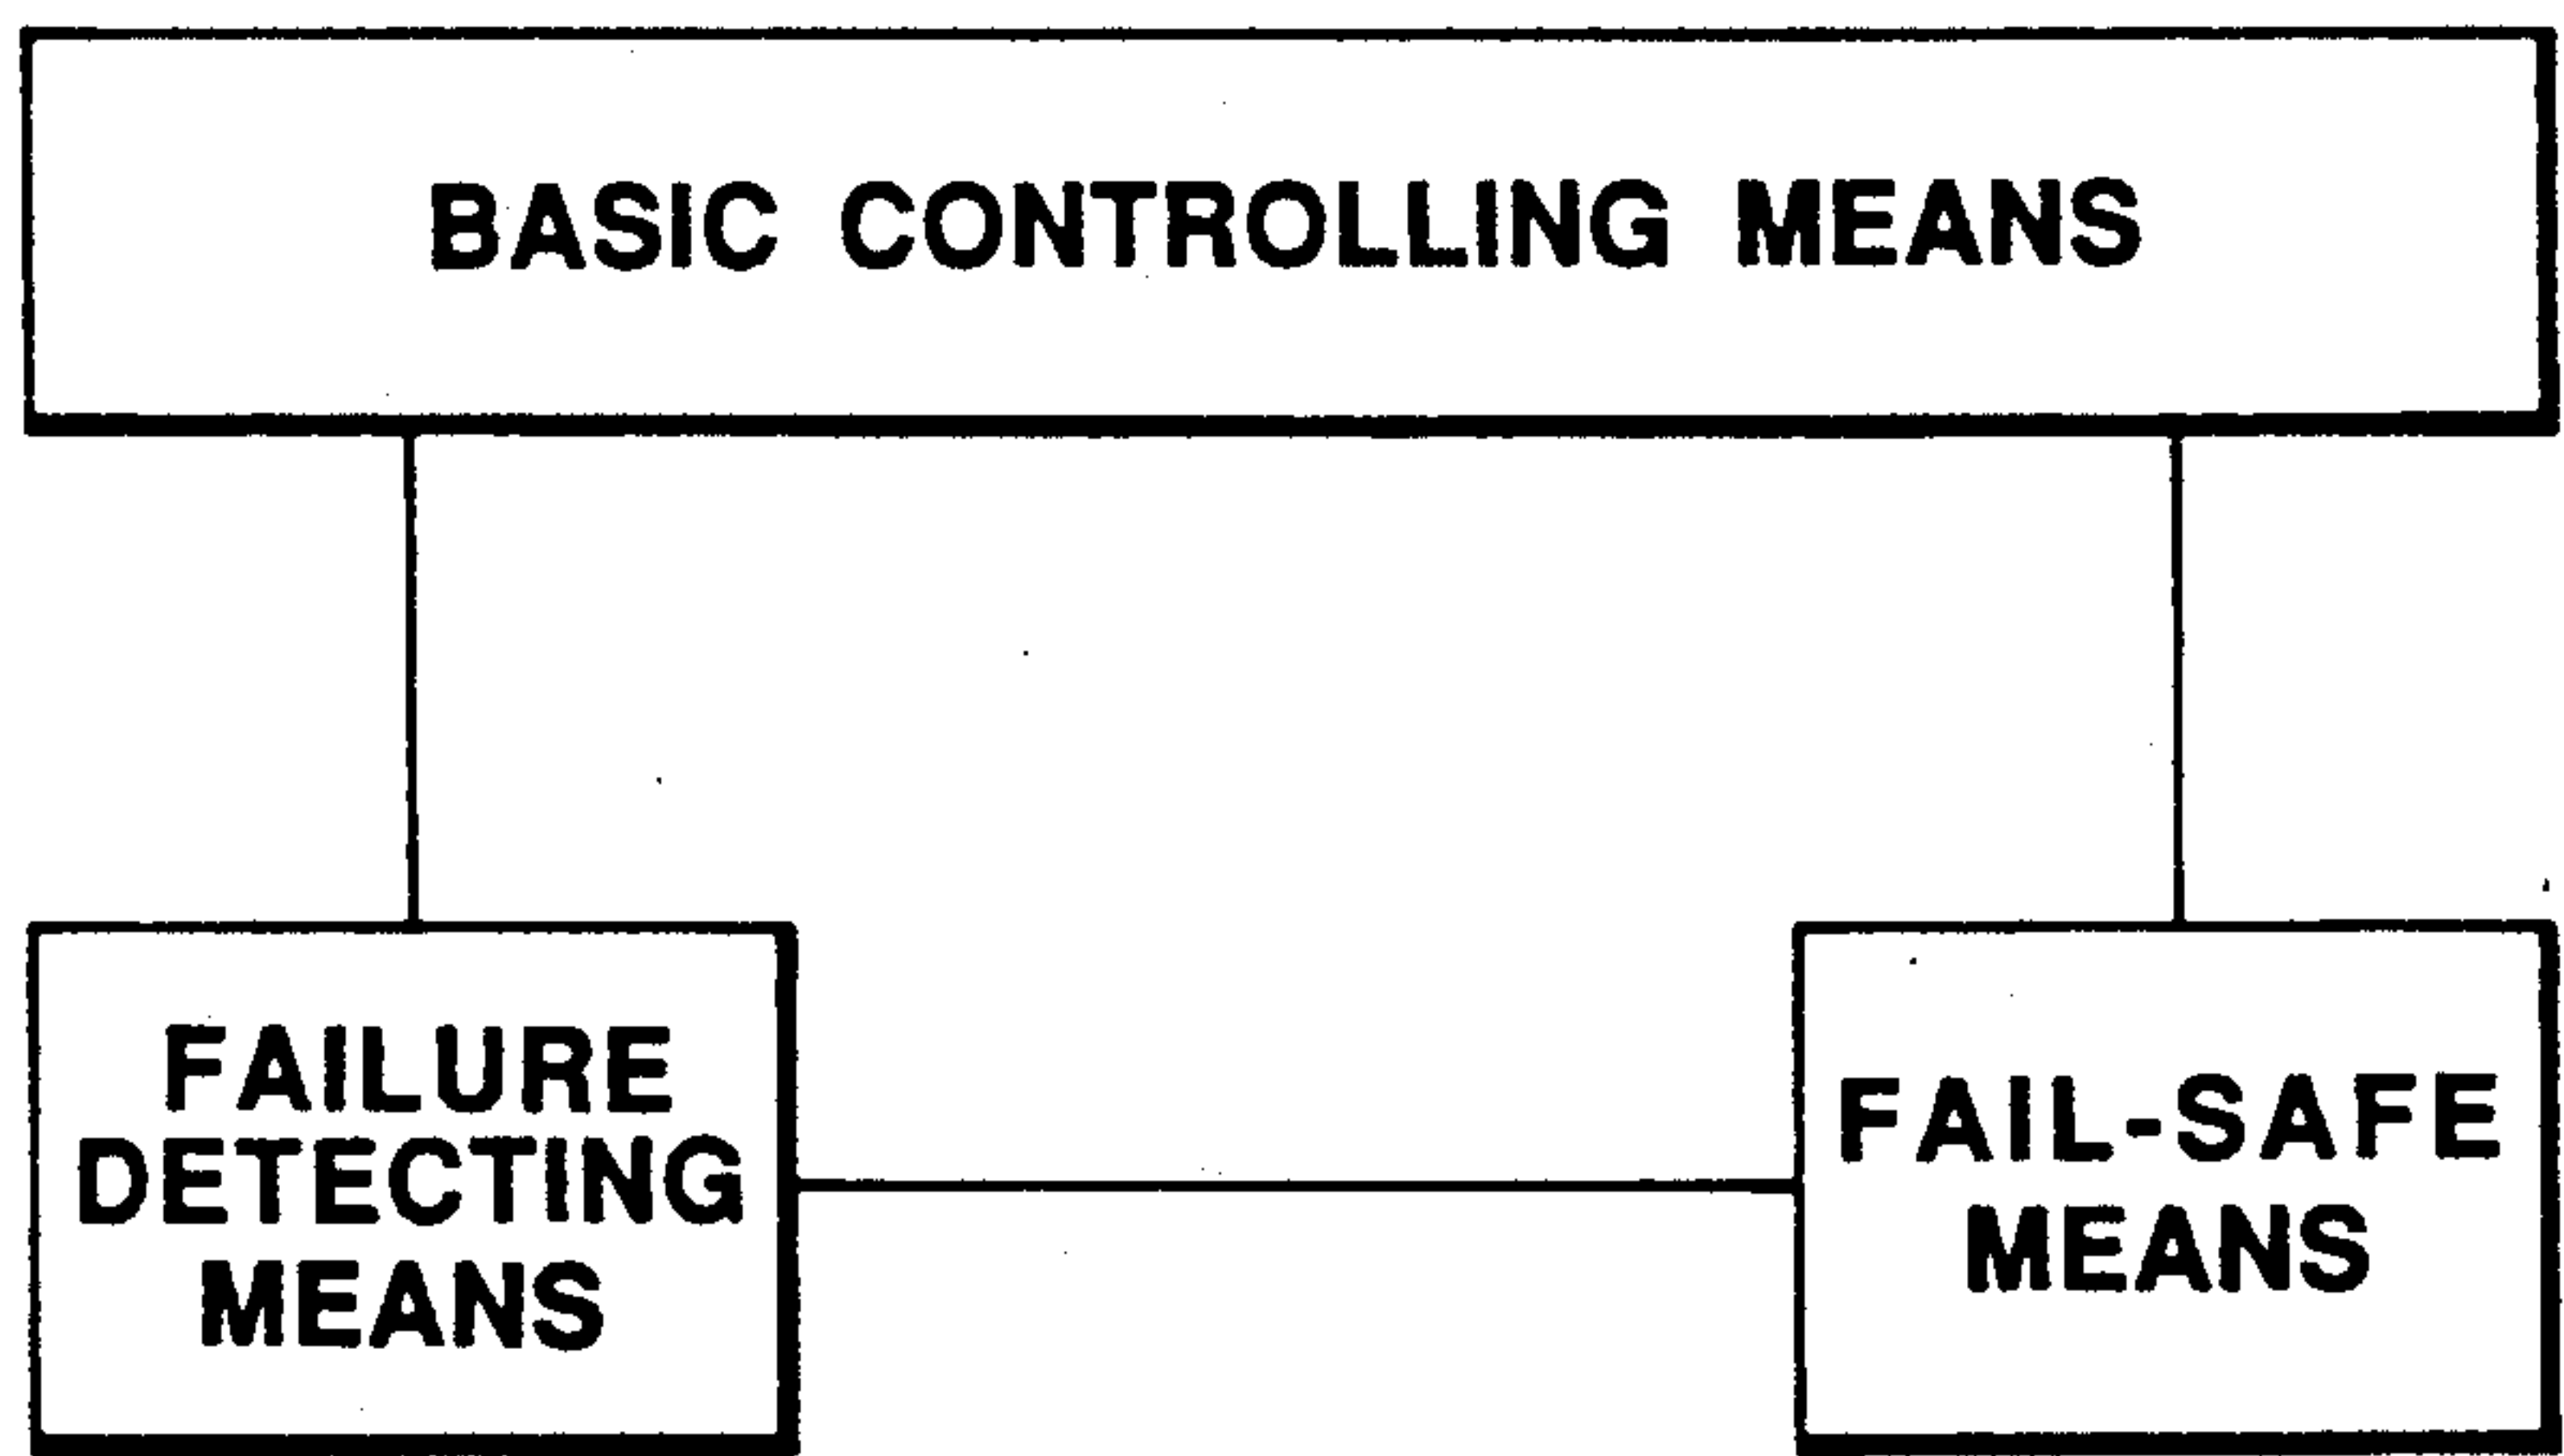 BASIC CONTROLLING MEANS
FAILURE
DETECTING
MEANS
FAIL-SAFE
MEANS